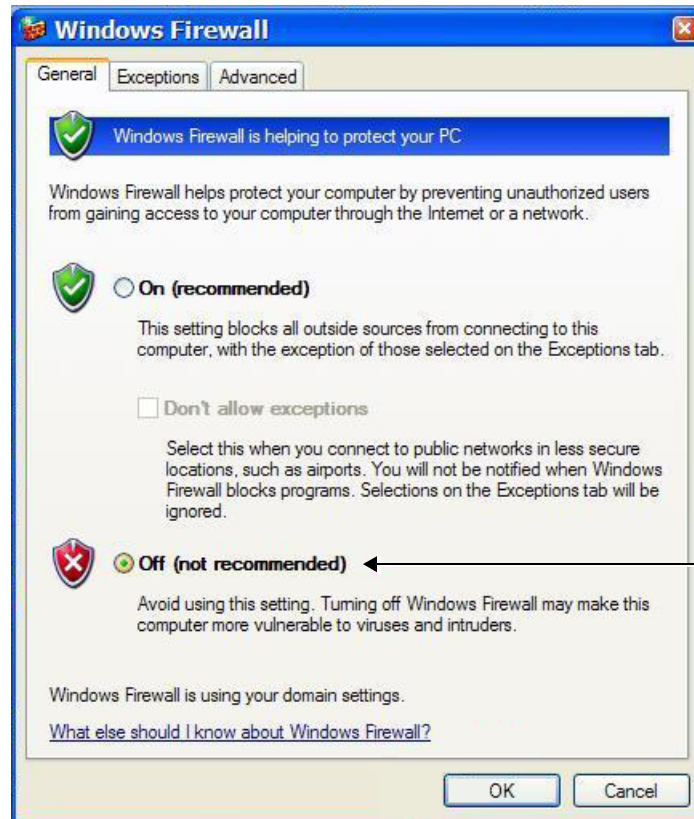 Windows Firewall
General Exceptions Advanced
Windows Firewall is helping to protect your PC
Windows Firewall helps protect your computer by preventing unauthorized users
from gaining access to your computer through the Internet or a network.
On (recommended)
This setting blocks all outside sources from connecting to this
computer, with the exception of those selected on the Exceptions tab.
Don't allow exceptions
Select this when you connect to public networks in less secure
locations, such as airports. You will not be notified when Windows
Firewall blocks programs. Selections on the Exceptions tab will be
ignored.
Off (not recommended)
Avoid using this setting. Turning off Windows Firewall may make this
computer more vulnerable to viruses and intruders.
Windows Firewall is using your domain settings.
What else should I know about Windows Firewall?
OK Cancel